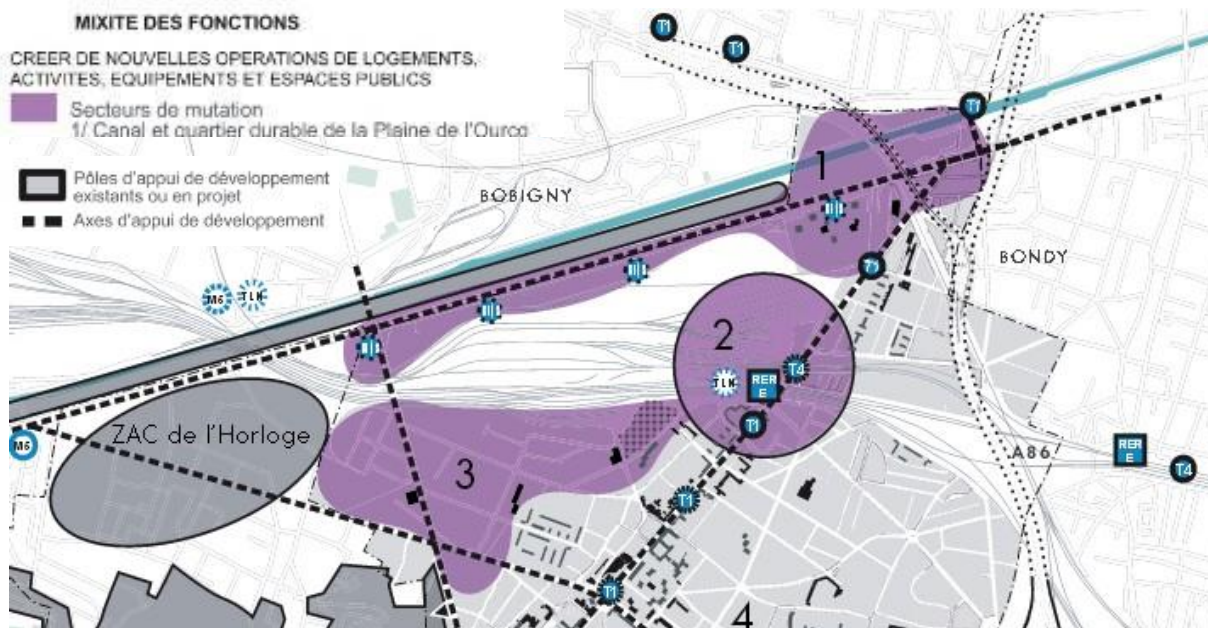 MIXITE DES FONCTIONS
CREER DE NOUVELLES OPERATIONS DE LOGEMENTS,
ACTIVITES, EQUIPEMENTS ET ESPACES PUBLICS
Secteurs de mutation
1/ Canal et quartier durable de la Plaine de l'Ourcq
Pôles d'appui de développement
existants ou en projet
Axes d'appui de développement
T1
T1
T1
BOBIGNY
1
BONDY
T1
M5
TLN
2
TLN
RER
E
T4
T1
ZAC de l'Horloge
M5
3
A86
RER
E
T4
T1
T1
4